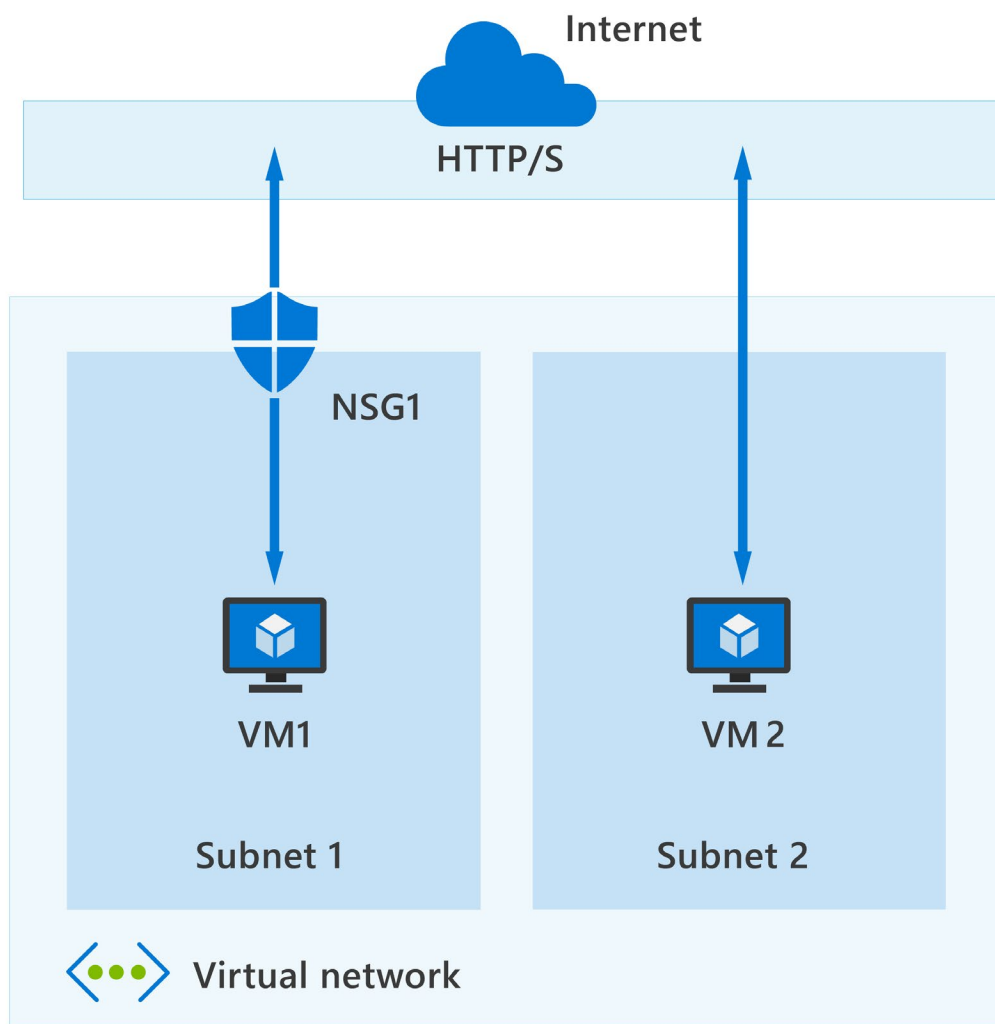 Internet
HTTP/S
NSG1
VM1
VM 2
Subnet 1
Subnet 2
Virtual network